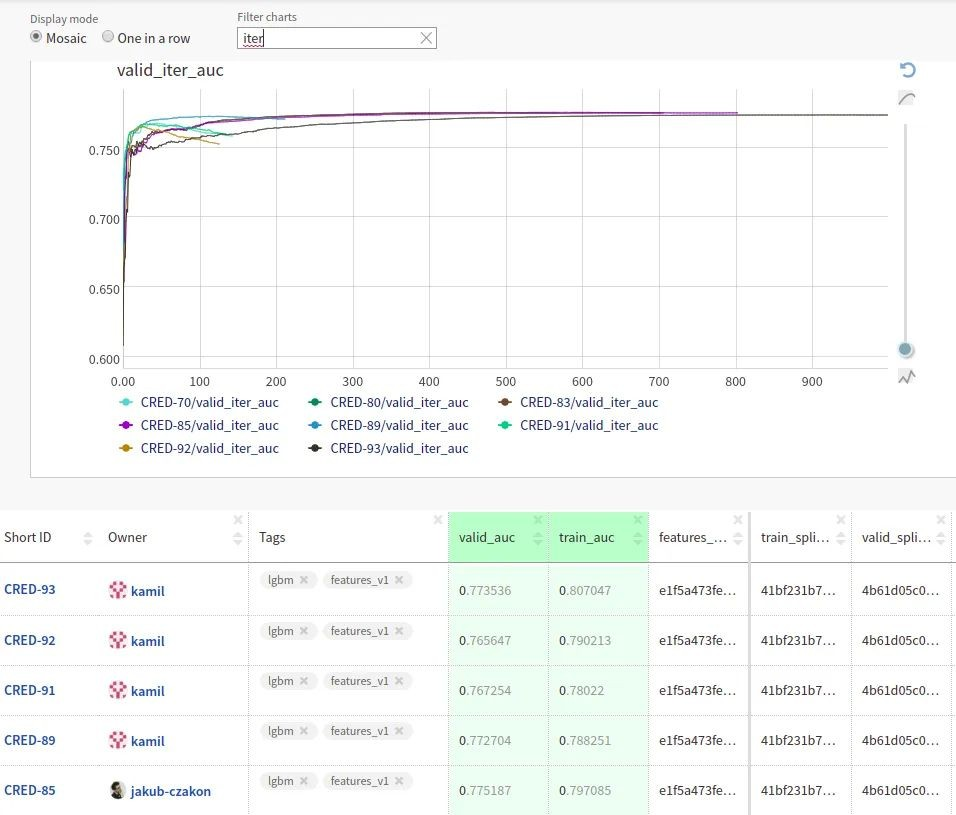 Display mode
Filter charts
Mosaic One in a row
iter
valid_iter_auc
0.750
0.700
0.650
0.600
0.00 100 200 300 400 500 600 700 800 900
CRED-70/valid_iter_auc CRED-80/valid_iter_auc CRED-83/valid_iter_auc
CRED-85/valid_iter_auc CRED-89/valid_iter_auc CRED-91/valid_iter_auc
CRED-92/valid_iter_auc CRED-93/valid_iter_auc
Short ID Owner Tags valid_auc train_auc features_... train_spli... valid_spli...
CRED-93 kamil lgbm features_v1 0.773536 0.807047 e1f5a473fe... 41bf231b7... 4b61d05c0...
CRED-92 kamil lgbm features_v1 0.765647 0.790213 e1f5a473fe... 41bf231b7... 4b61d05c0...
CRED-91 kamil lgbm features_v1 0.767254 0.78022 e1f5a473fe... 41bf231b7... 4b61d05c0...
CRED-89 kamil lgbm features_v1 0.772704 0.788251 e1f5a473fe... 41bf231b7... 4b61d05c0...
CRED-85 jakub-czakon lgbm features_v1 0.775187 0.797085 e1f5a473fe... 41bf231b7... 4b61d05c0...